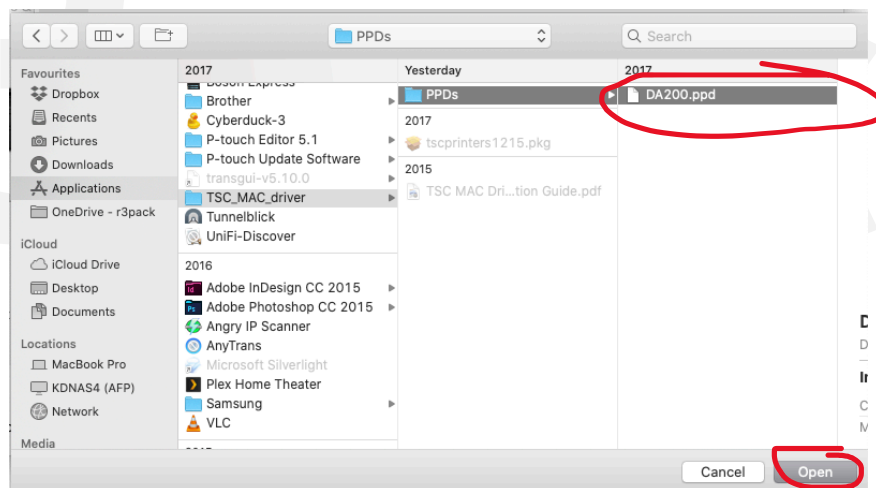 PPDs
Search
Favourites
Dropbox
Recents
Pictures
Downloads
Applications
OneDrive - r3pack
iCloud
iCloud Drive
Desktop
Documents
Locations
MacBook Pro
KDNAS4 (AFP)
Network
Media
2017
Brother
Cyberduck-3
P-touch Editor 5.1
P-touch Update Software
transgui-v5.10.0
TSC_MAC_driver
Tunnelblick
UniFi-Discover
2016
Adobe InDesign CC 2015
Adobe Photoshop CC 2015
Angry IP Scanner
AnyTrans
Microsoft Silverlight
Plex Home Theater
Samsung
VLC
Yesterday
PPDs
2017
tscprinters1215.pkg
2015
TSC MAC Dri...tion Guide.pdf
2017
DA200.ppd
Cancel
Open